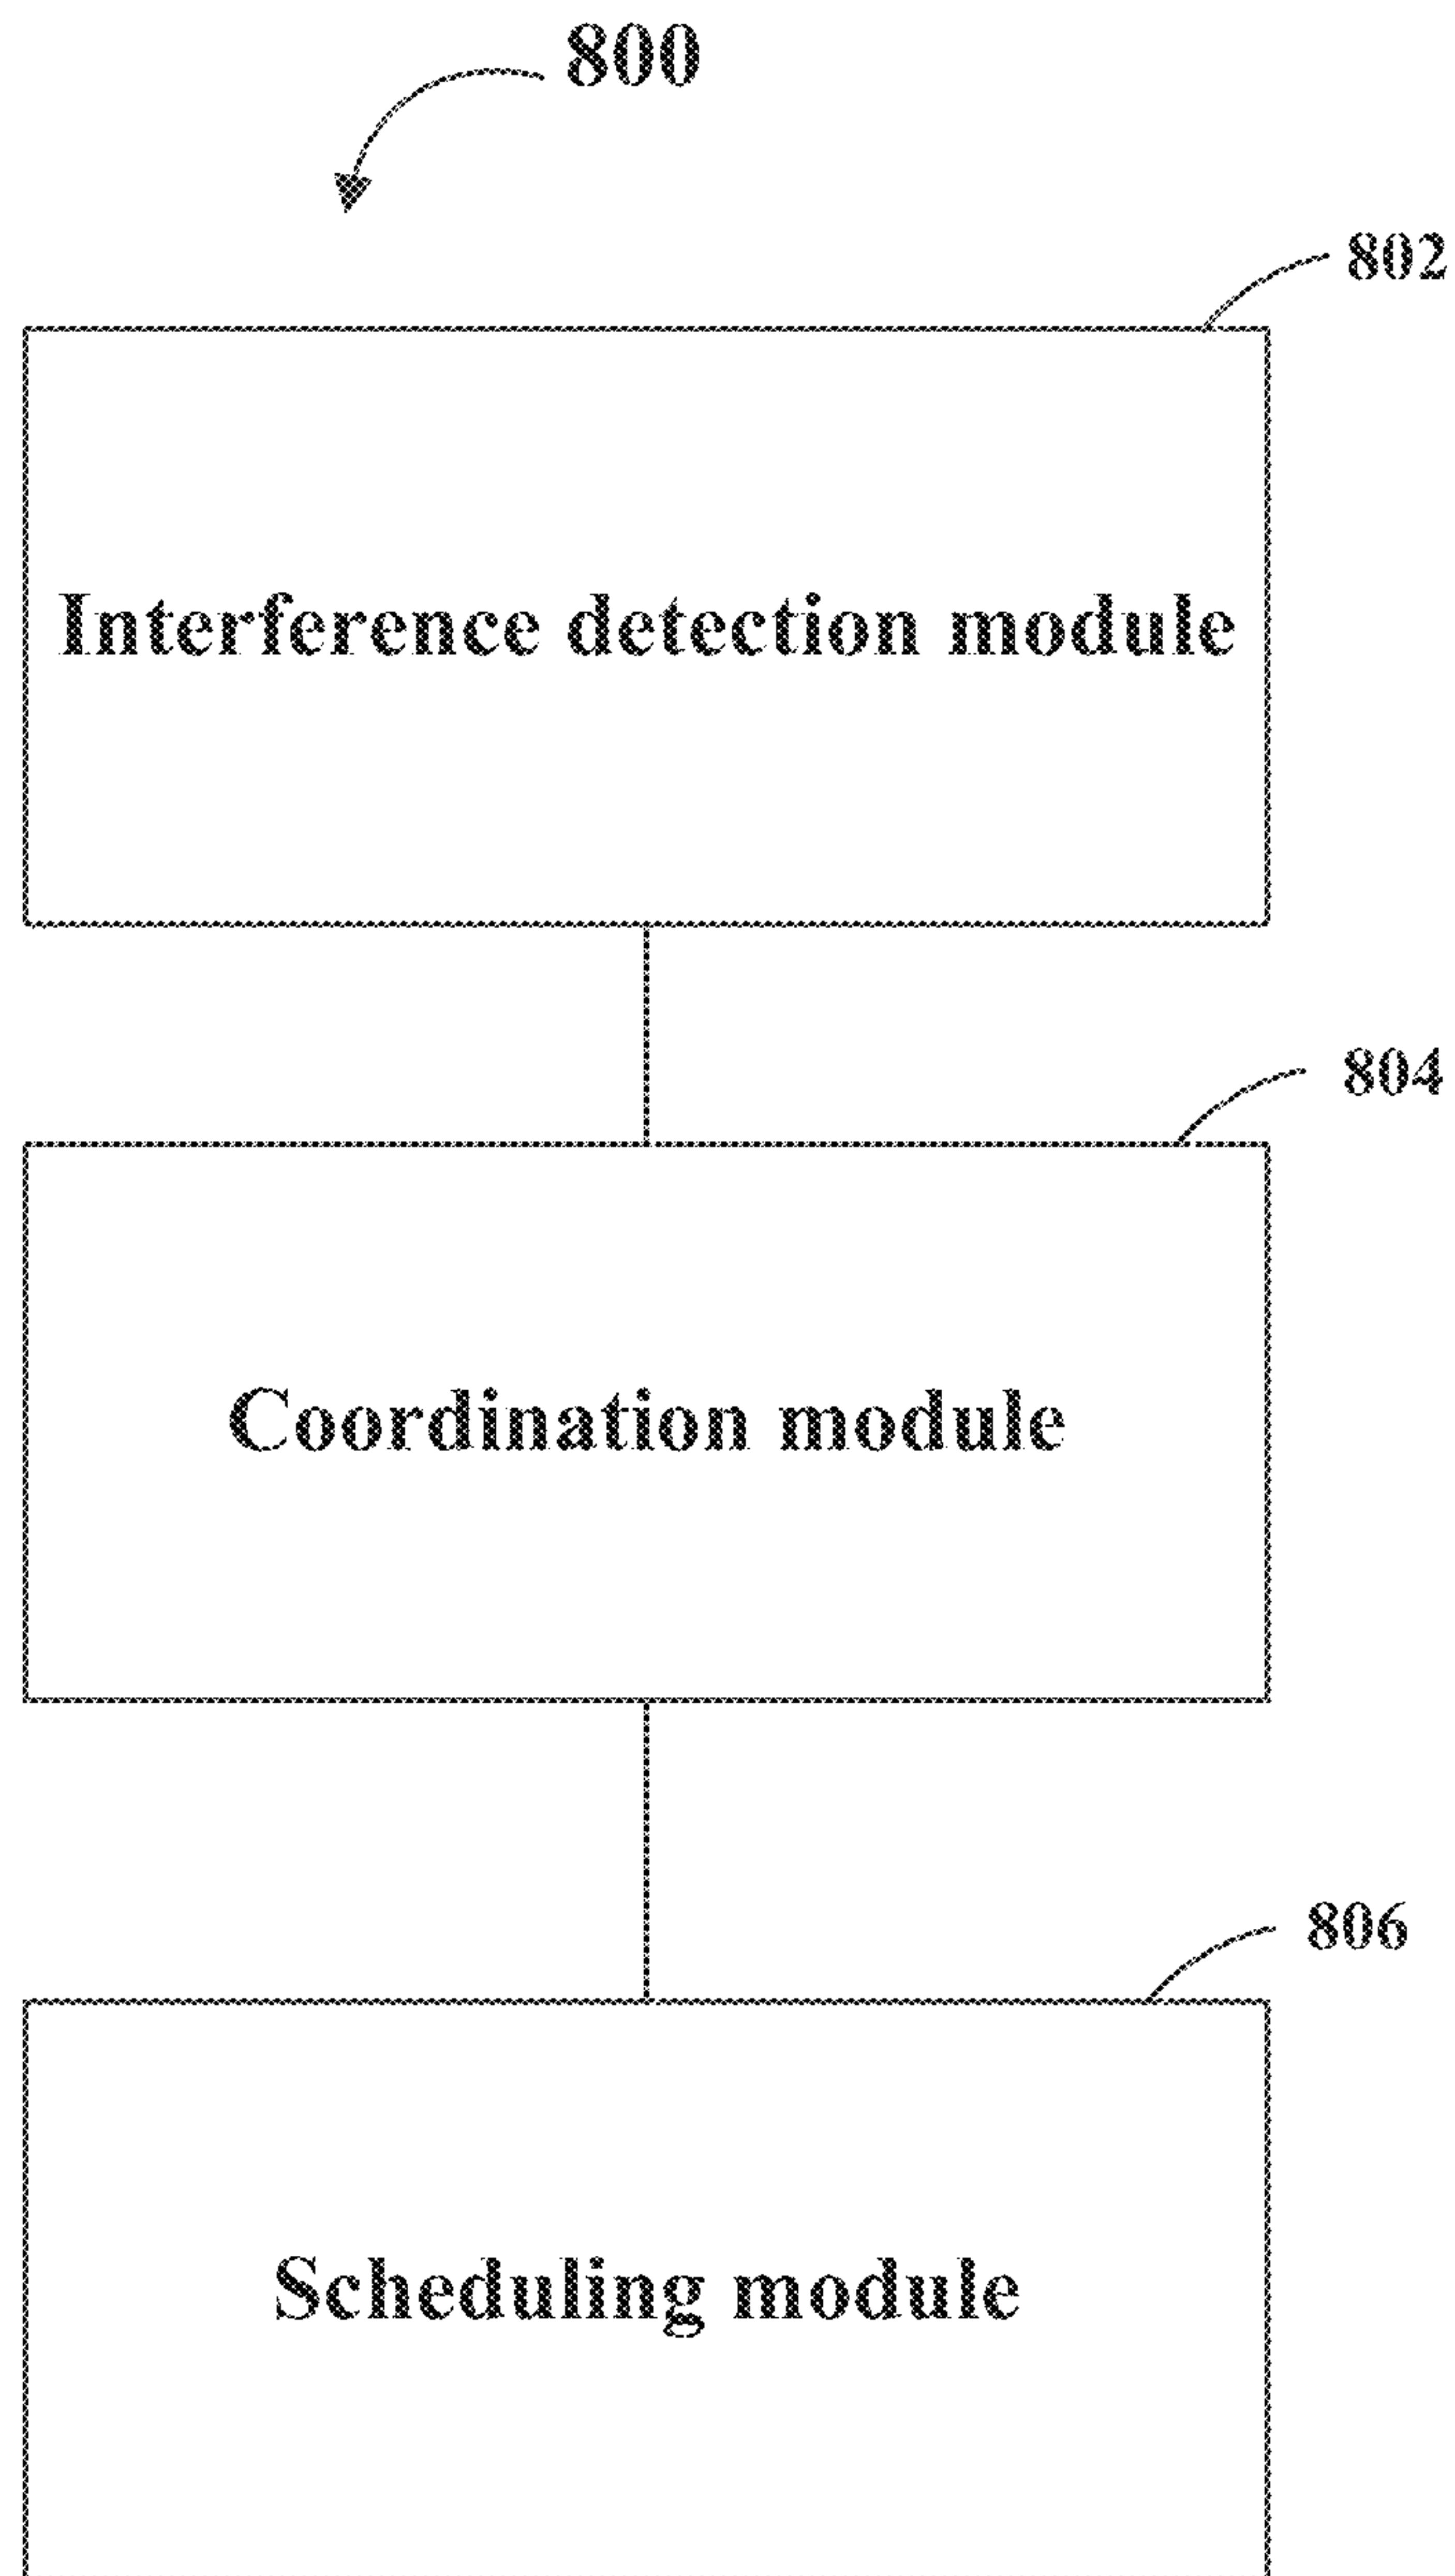 800
802
Interference detection module
804
Coordination module
806
Scheduling module